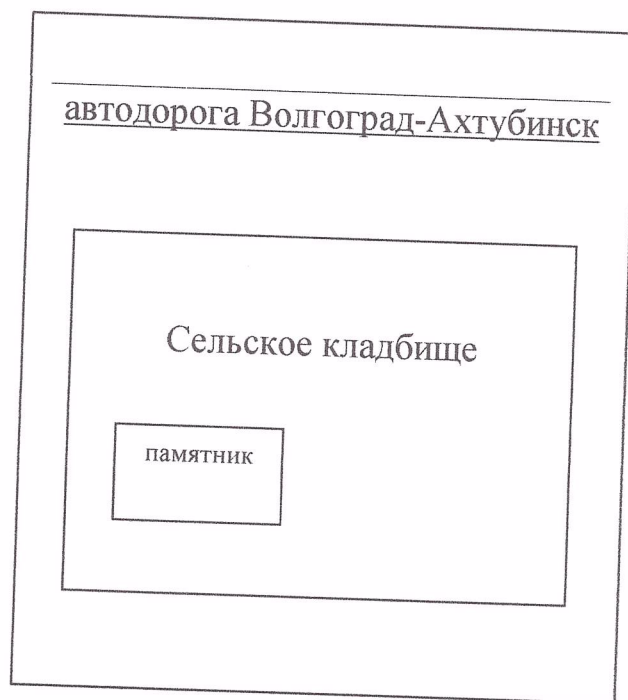 автодорога Волгоград-Ахтубинск
Сельское кладбище
памятник